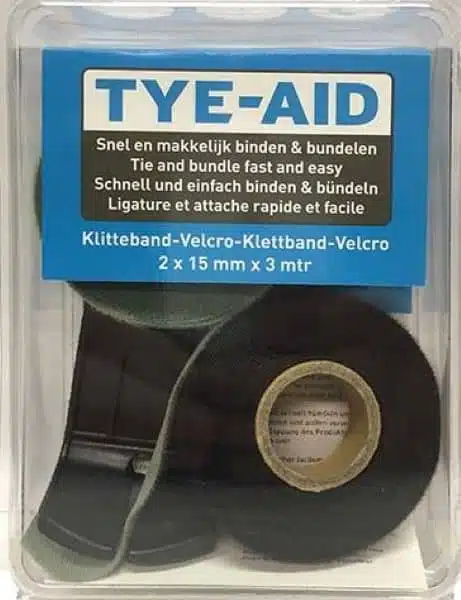 TYE-AID
Snel en makkelijk binden & bundelen
Tie and bundle fast and easy
Schnell und einfach binden & bündeln
Ligature et attache rapide et facile
Klitteband-Velcro-Klettband-Velcro
2 x 15 mm x 3 mtr